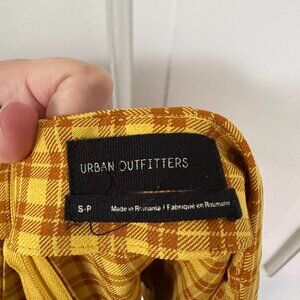 URBAN OUTFITTERS
S-P Made in Romania / Fabriqué en Roumanie